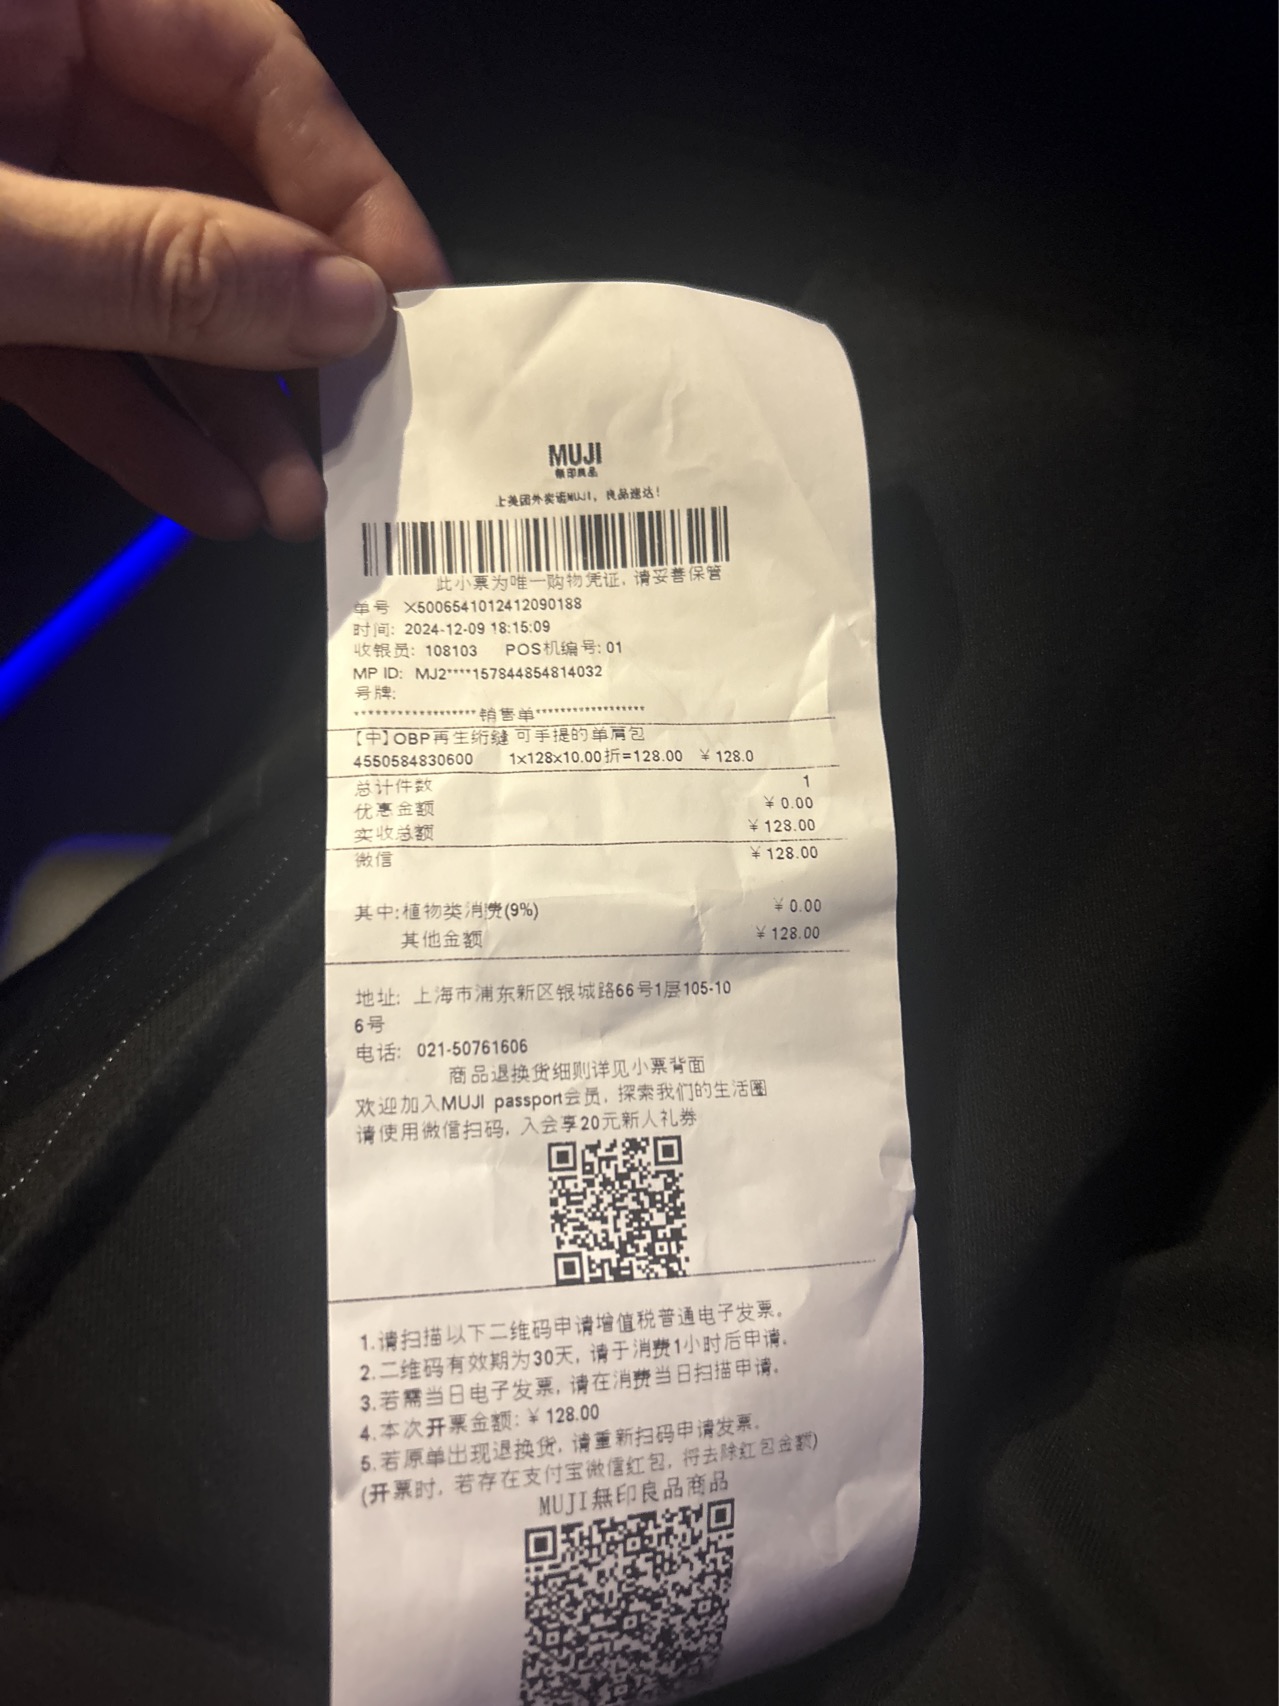 MUJI
無印良品
上美团外卖逛MUJI，良品速达！
此小票为唯一购物凭证，请妥善保管
单号 X5006541012412090188
时间: 2024-12-09 18:15:09
收银员: 108103 POS机编号: 01
MP ID: MJ2****157844854814032
号牌:
******************销售单******************
【中】OBP再生绗缝 可手提的单肩包
4550584830600 1x128x10.00折=128.00 ￥128.0
总计件数 1
优惠金额 ￥0.00
实收总额 ￥128.00
微信 ￥128.00
其中:植物类消费(9%) ￥0.00
其他金额 ￥128.00
地址: 上海市浦东新区银城路66号1层105-10
6号
电话: 021-50761606
商品退换货细则详见小票背面
欢迎加入MUJI passport会员，探索我们的生活圈
请使用微信扫码，入会享20元新人礼券
1.请扫描以下二维码申请增值税普通电子发票。
2.二维码有效期为30天，请于消费1小时后申请。
3.若需当日电子发票，请在消费当日扫描申请。
4.本次开票金额: ￥128.00
5.若原单出现退换货，请重新扫码申请发票。
(开票时，若存在支付宝微信红包，将去除红包金额)
MUJI無印良品商品